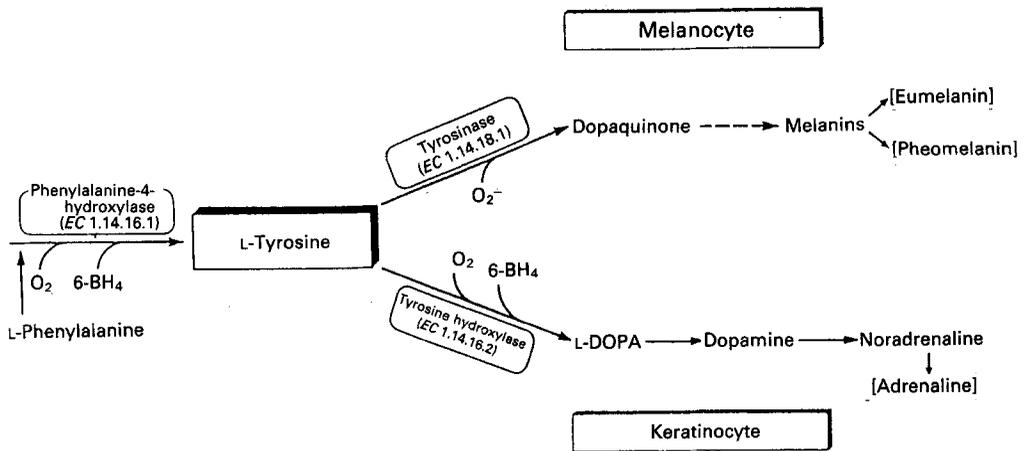 Melanocyte
[Eumelanin]
Tyrosinase
(EC 1.14.18.1)
Dopaquinone
Melanins
[Pheomelanin]
O₂⁻
Phenylalanine-4-
hydroxylase
(EC 1.14.16.1)
L-Tyrosine
O₂
6-BH₄
L-Phenylalanine
O₂
6-BH₄
Tyrosine hydroxylase
(EC 1.14.16.2)
L-DOPA
Dopamine
Noradrenaline
[Adrenaline]
Keratinocyte